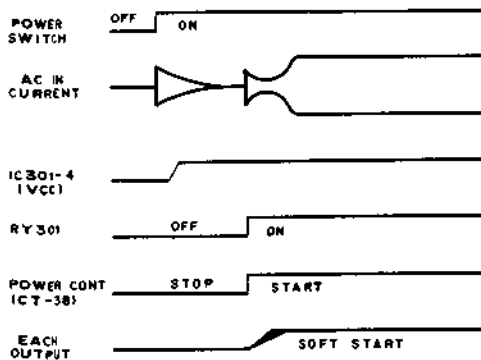 POWER SWITCH
OFF ON
AC IN CURRENT
IC301-4 (VCC)
RY301
OFF ON
POWER CONT (CT-38)
STOP START
EACH OUTPUT
SOFT START